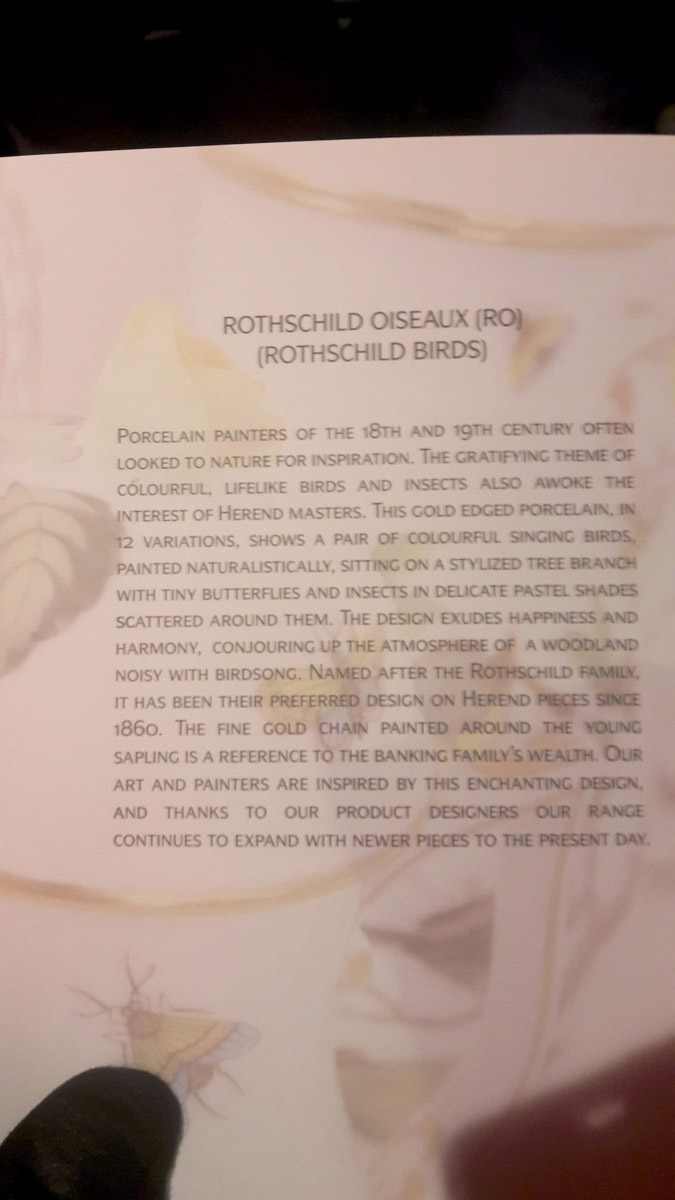 ROTHSCHILD OISEAUX (RO)
(ROTHSCHILD BIRDS)
PORCELAIN PAINTERS OF THE 18TH AND 19TH CENTURY OFTEN
LOOKED TO NATURE FOR INSPIRATION. THE GRATIFYING THEME OF
COLOURFUL, LIFELIKE BIRDS AND INSECTS ALSO AWOKE THE
INTEREST OF HEREND MASTERS. THIS GOLD EDGED PORCELAIN, IN
12 VARIATIONS, SHOWS A PAIR OF COLOURFUL SINGING BIRDS,
PAINTED NATURALISTICALLY, SITTING ON A STYLIZED TREE BRANCH
WITH TINY BUTTERFLIES AND INSECTS IN DELICATE PASTEL SHADES
SCATTERED AROUND THEM. THE DESIGN EXUDES HAPPINESS AND
HARMONY, CONJOURING UP THE ATMOSPHERE OF A WOODLAND
NOISY WITH BIRDSONG. NAMED AFTER THE ROTHSCHILD FAMILY,
IT HAS BEEN THEIR PREFERRED DESIGN ON HEREND PIECES SINCE
1860. THE FINE GOLD CHAIN PAINTED AROUND THE YOUNG
SAPLING IS A REFERENCE TO THE BANKING FAMILY'S WEALTH. OUR
ART AND PAINTERS ARE INSPIRED BY THIS ENCHANTING DESIGN,
AND THANKS TO OUR PRODUCT DESIGNERS OUR RANGE
CONTINUES TO EXPAND WITH NEWER PIECES TO THE PRESENT DAY.